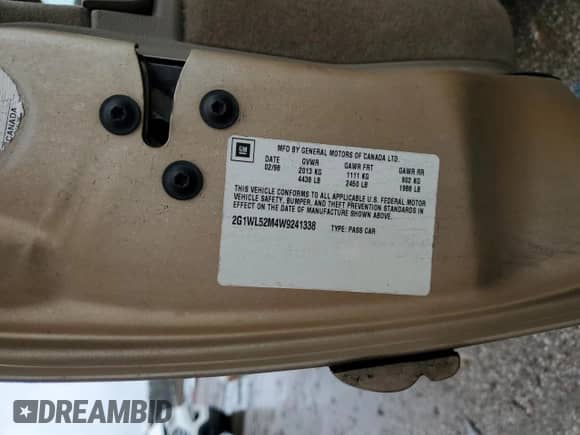 CANADA
GM
MFD BY GENERAL MOTORS OF CANADA LTD.
DATE GVWR GAWR FRT GAWR RR
02/98 2013 KG 1111 KG 902 KG
4438 LB 2450 LB 1988 LB
THIS VEHICLE CONFORMS TO ALL APPLICABLE U.S. FEDERAL MOTOR
VEHICLE SAFETY, BUMPER, AND THEFT PREVENTION STANDARDS IN
EFFECT ON THE DATE OF MANUFACTURE SHOWN ABOVE.
2G1WL52M4W9241338 TYPE: PASS CAR
DREAMBID